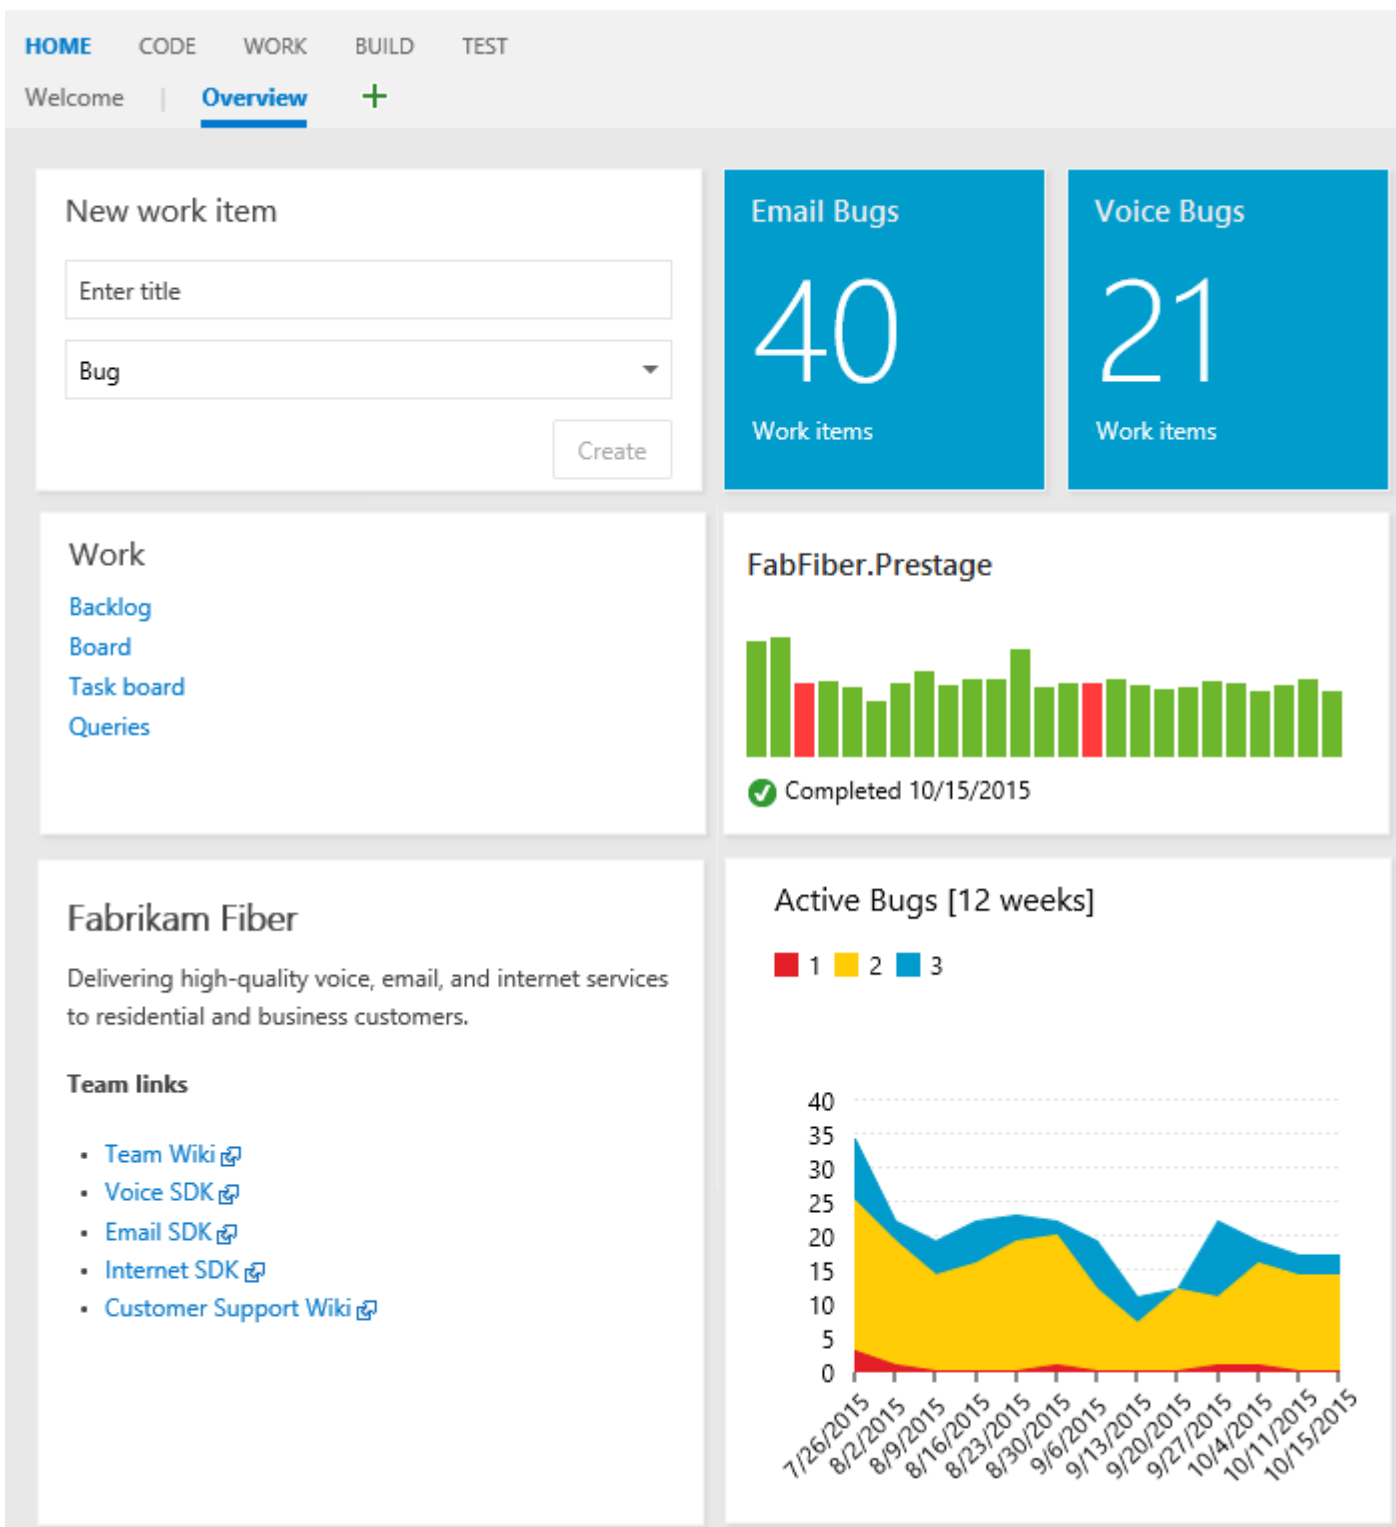 HOME CODE WORK BUILD TEST
Welcome | Overview +
New work item
Enter title
Bug
Create
Email Bugs
40
Work items
Voice Bugs
21
Work items
Work
Backlog
Board
Task board
Queries
FabFiber.Prestage
Completed 10/15/2015
Fabrikam Fiber
Delivering high-quality voice, email, and internet services
to residential and business customers.
Team links
Team Wiki
Voice SDK
Email SDK
Internet SDK
Customer Support Wiki
Active Bugs [12 weeks]
1 2 3
40
35
30
25
20
15
10
5
0
7/26/2015
8/2/2015
8/9/2015
8/16/2015
8/23/2015
8/30/2015
9/6/2015
9/13/2015
9/20/2015
9/27/2015
10/4/2015
10/11/2015
10/15/2015